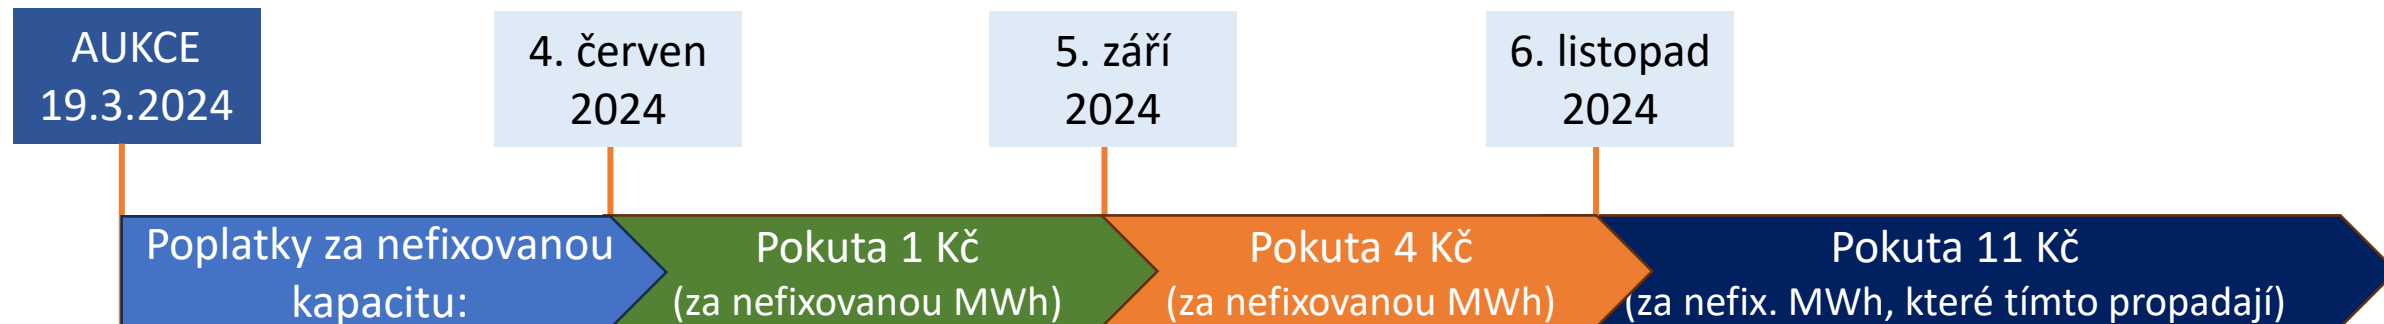 AUKCE
19.3.2024
4. červen
2024
5. září
2024
6. listopad
2024
Poplatky za nefixovanou
kapacitu:
Pokuta 1 Kč
(za nefixovanou MWh)
Pokuta 4 Kč
(za nefixovanou MWh)
Pokuta 11 Kč
(za nefix. MWh, které tímto propadají)